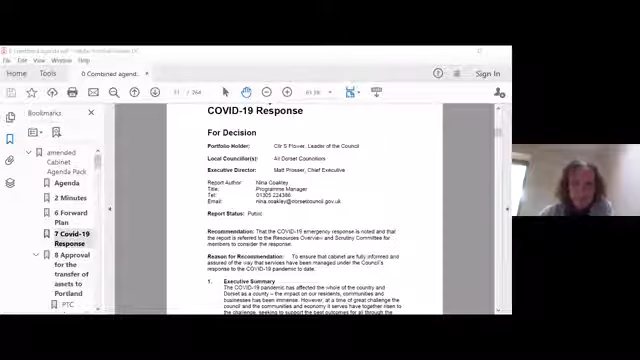 Home Tools 0 Combined agen... × Sign In
11 / 264
Bookmarks ×
amended
Cabinet
Agenda Pack
Agenda
2 Minutes
6 Forward
Plan
7 Covid-19
Response
8 Approval
for the
transfer of
assets to
Portland
PTC
COVID-19 Response
For Decision
Portfolio Holder: Cllr S Flower, Leader of the Council
Local Councillor(s): All Dorset Councillors
Executive Director: Matt Prosser, Chief Executive
Report Author: Nina Coakley
Title: Programme Manager
Tel: 01305 224386
Email: nina.coakley@dorsetcouncil.gov.uk
Report Status: Public
Recommendation: That the COVID-19 emergency response is noted and that
the report is referred to the Resources Overview and Scrutiny Committee for
members to consider the response.
Reason for Recommendation: To ensure that cabinet are fully informed and
assured of the way that services have been managed under the Council's
response to the COVID-19 pandemic to date.
1. Executive Summary
The COVID-19 pandemic has affected the whole of the country and
Dorset as a county – the impact on our residents, communities and
businesses has been immense. However, at a time of great challenge the
council and the communities and economy it serves have together risen to
the challenge, seeking to support the best outcomes for all through the